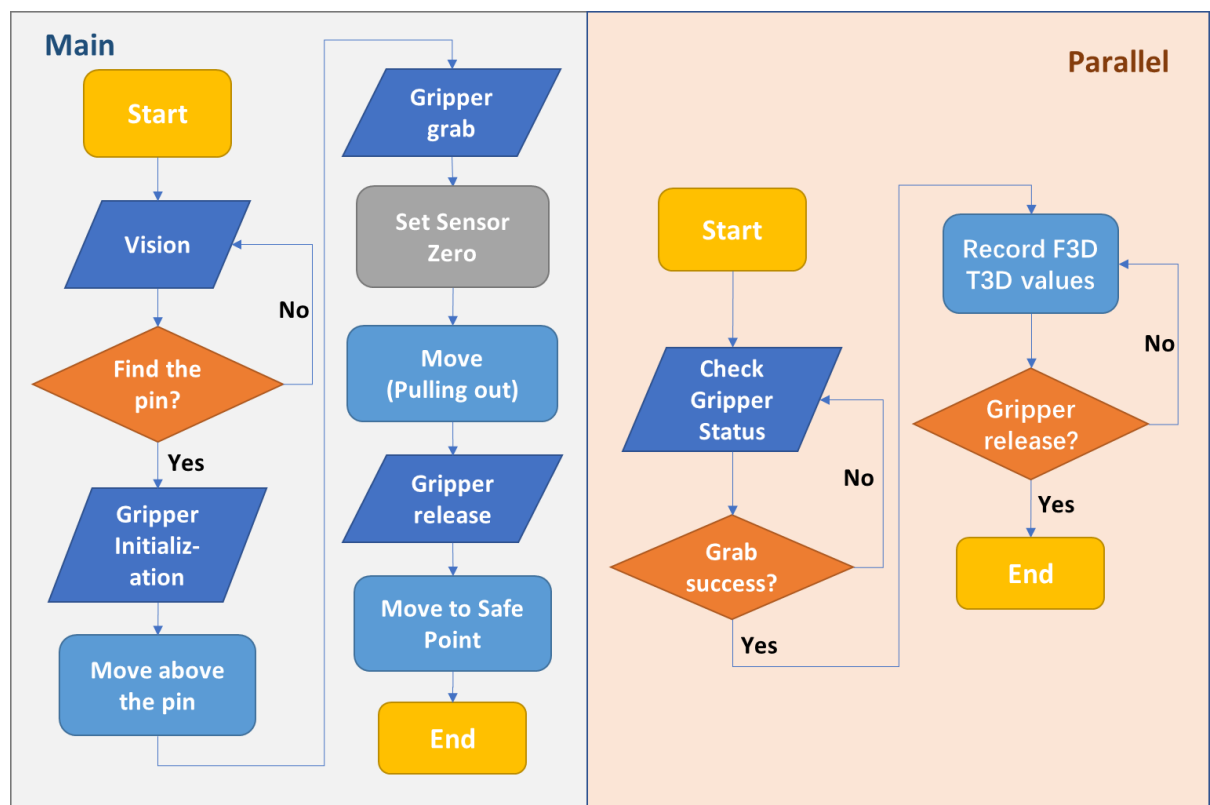 Main
Start
Vision
No
Find the
pin?
Yes
Gripper
Initializ-
ation
Move above
the pin
Gripper
grab
Set Sensor
Zero
Move
(Pulling out)
Gripper
release
Move to Safe
Point
End
Parallel
Start
Check
Gripper
Status
No
Grab
success?
Yes
Record F3D
T3D values
No
Gripper
release?
Yes
End